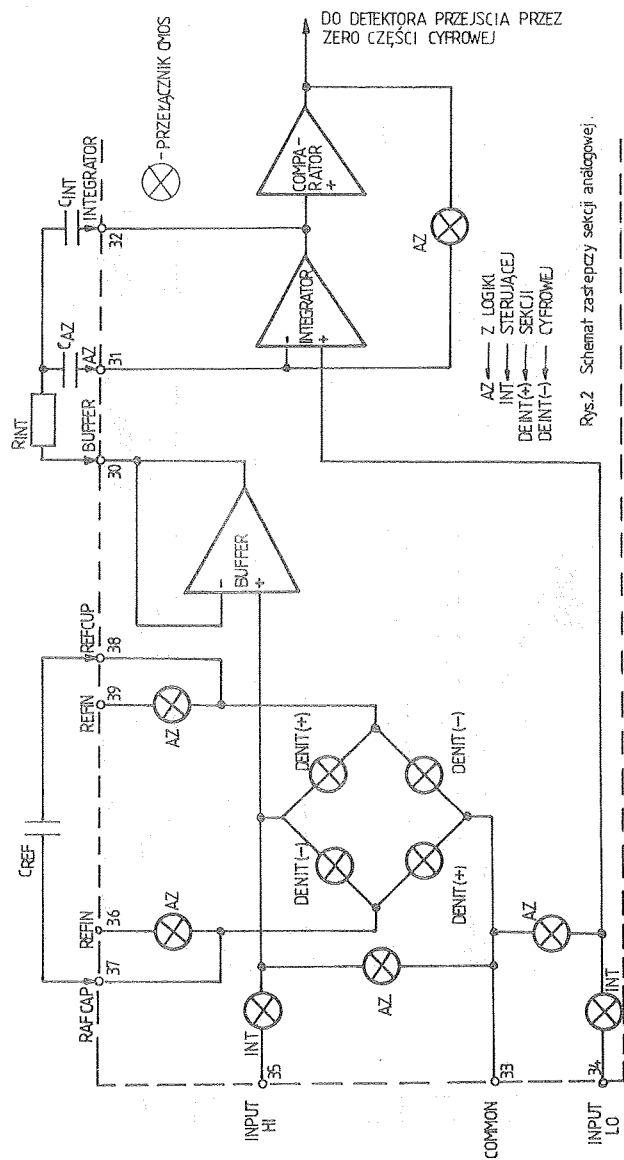 RAFCAP
37
REFIN
36
CREF
REFIN
39
REFCUP
38
BUFFER
30
RINT
CAZ
AZ
31
CINT
INTEGRATOR
32
- PRZEŁĄCZNIK CMOS
DO DETEKTORA PRZEJSCIA PRZEZ
ZERO CZĘŚCI CYFROWEJ
AZ
AZ
-
BUFFER
+
-
INTEGRATOR
+
COMPA-
RATOR
+
AZ
INPUT
HI
35
INT
DENIT(-)
DENIT(+)
DENIT(+)
DENIT(-)
AZ
COMMON
33
AZ
INPUT
LO
34
INT
AZ Z LOGIKI
INT STERUJĄCEJ
DEINT(+) SEKCJI
DEINT(-) CYFROWEJ
Rys.2 Schemat zastepczy sekcji analogowej.